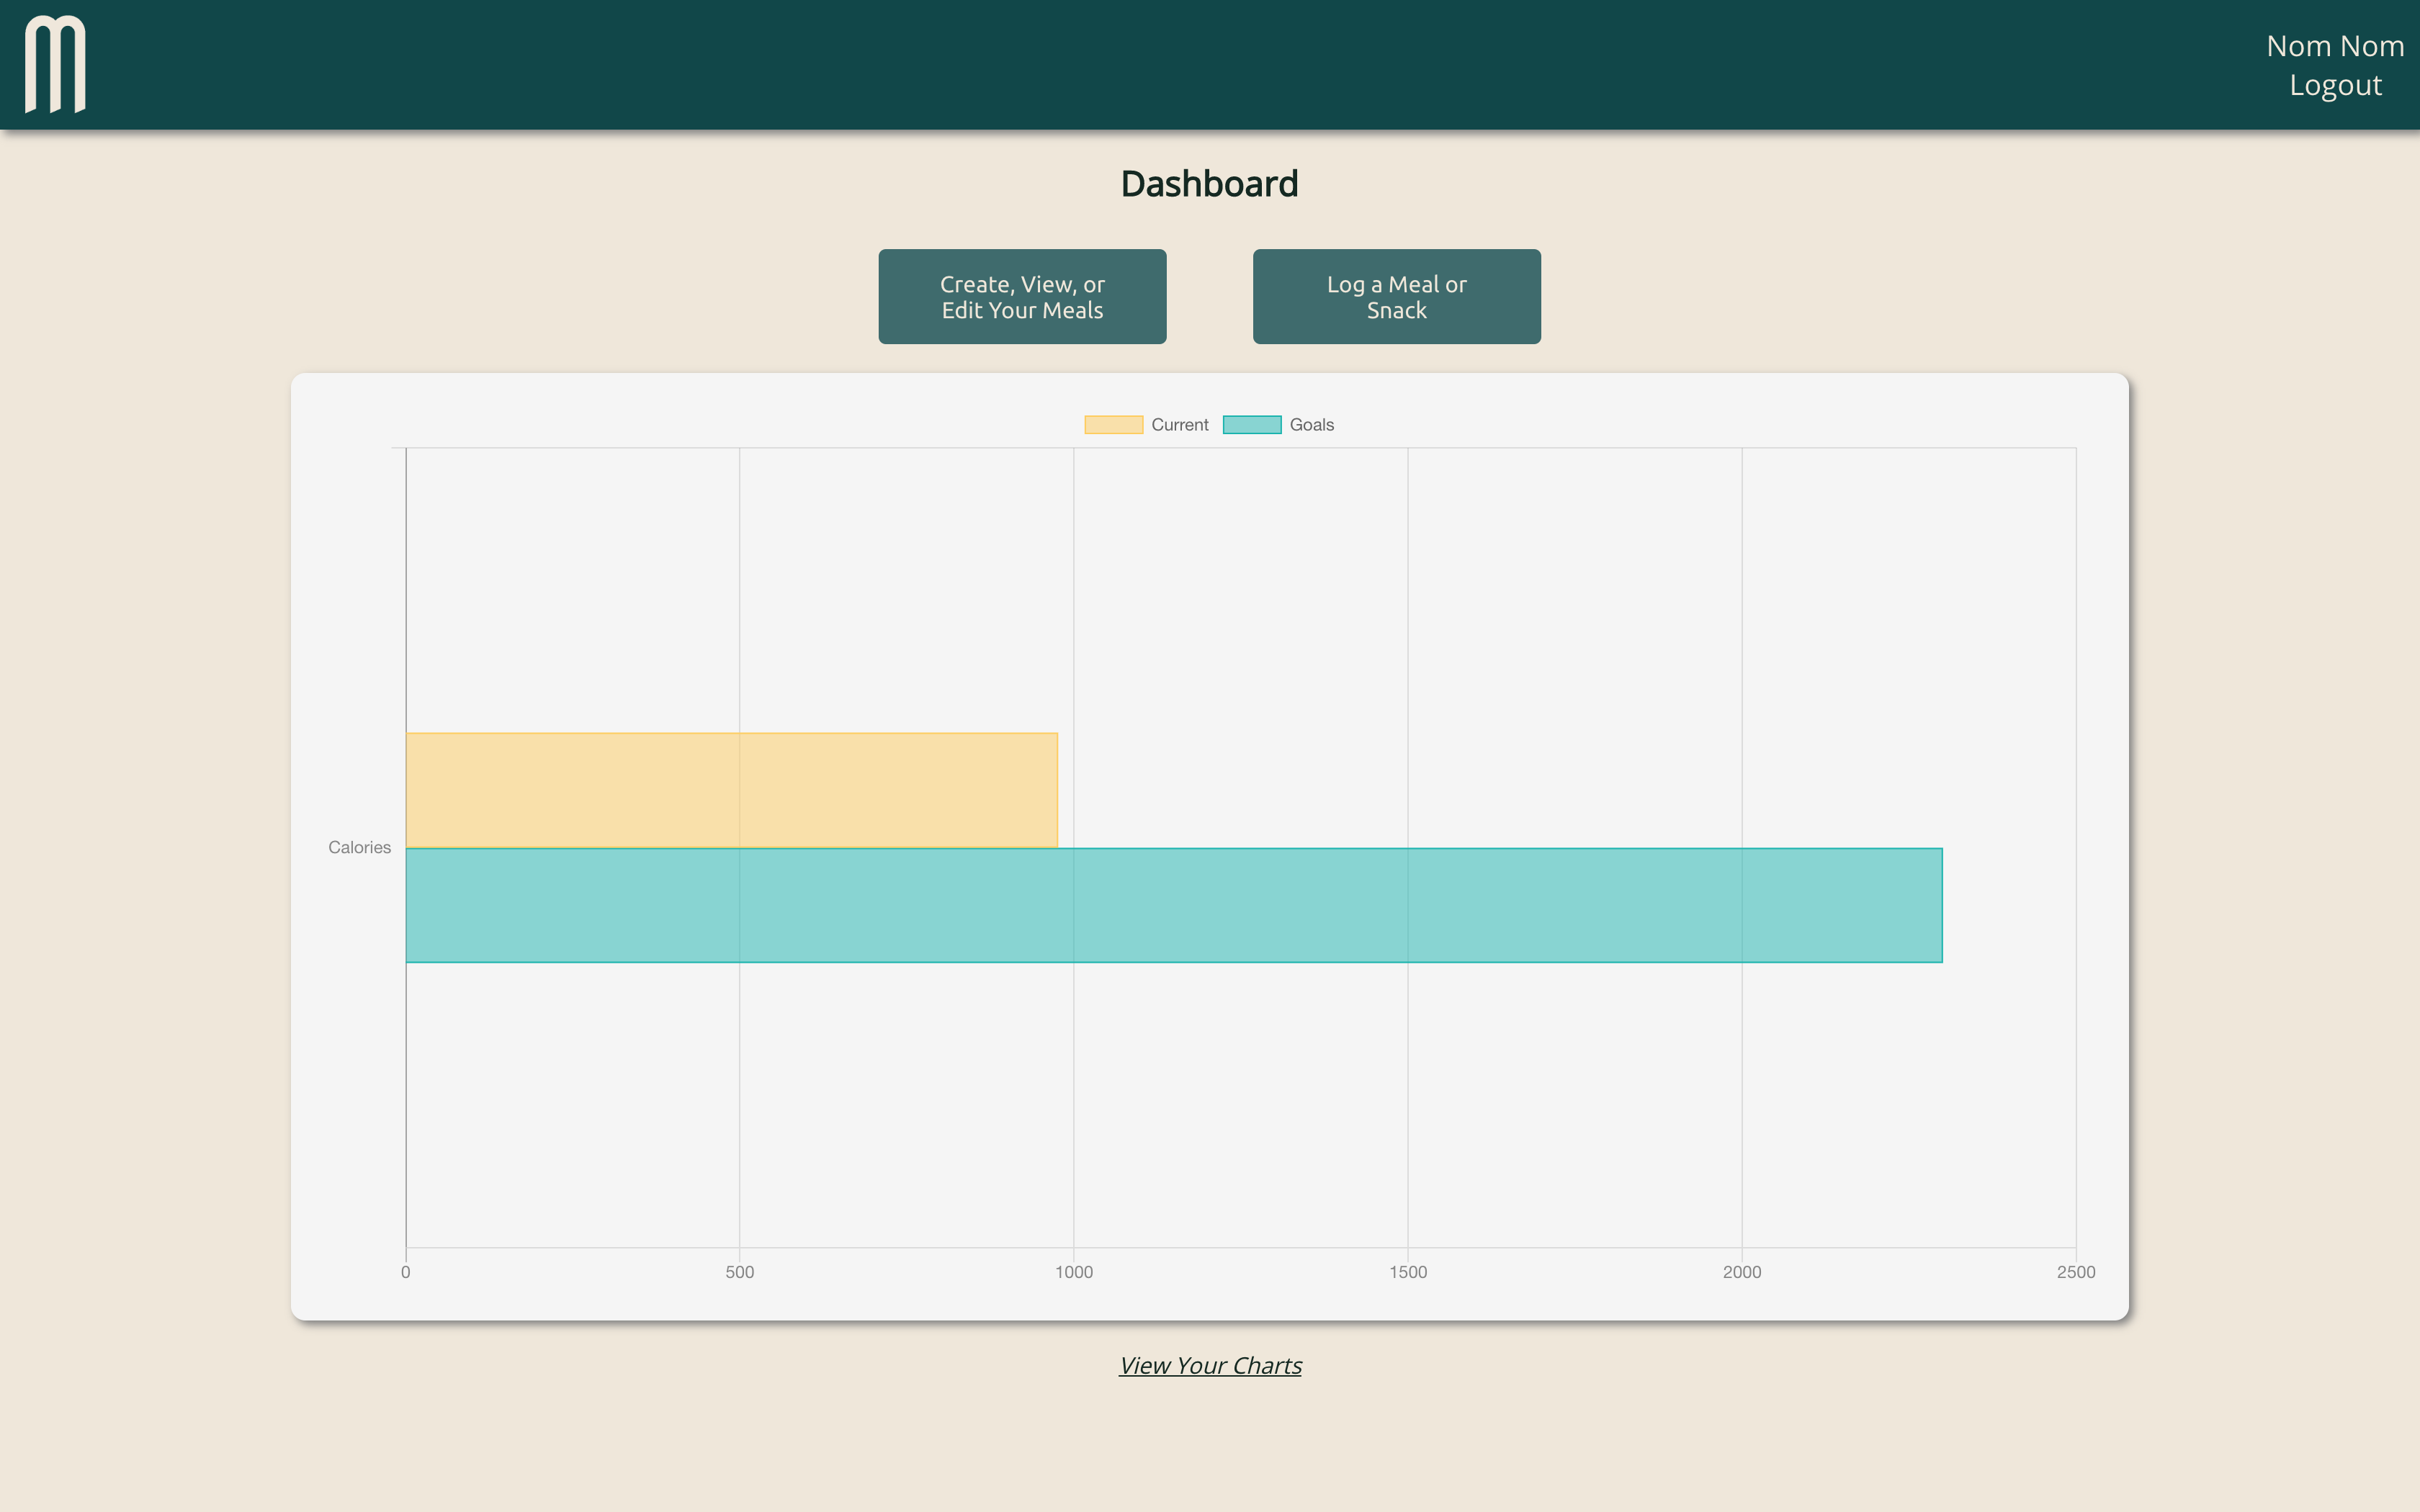 Nom Nom
Logout
Dashboard
Create, View, or
Edit Your Meals
Log a Meal or
Snack
Current
Goals
Calories
0
500
1000
1500
2000
2500
View Your Charts